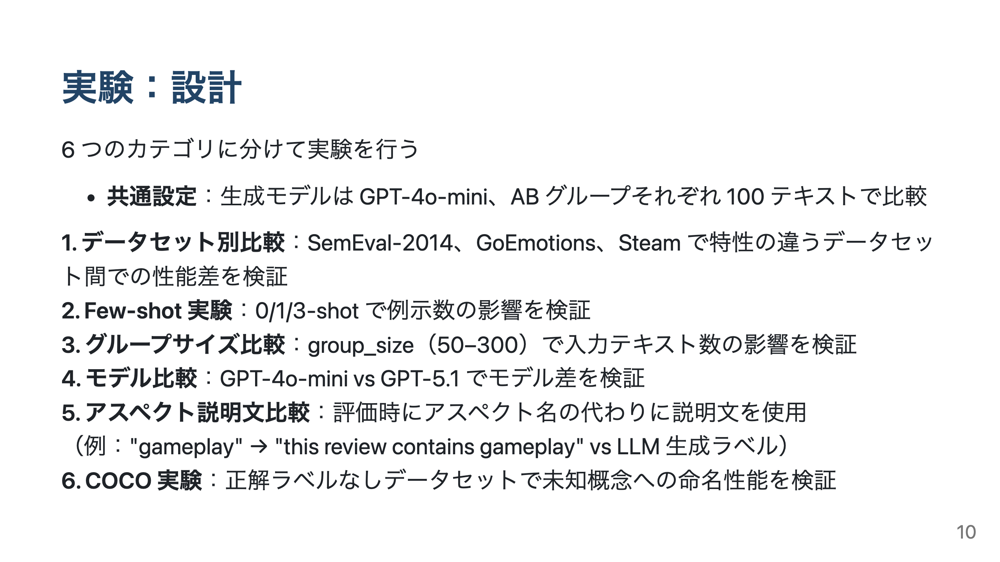 実験：設計
6 つのカテゴリに分けて実験を行う
• 共通設定：生成モデルは GPT-4o-mini、AB グループそれぞれ 100 テキストで比較
1. データセット別比較：SemEval-2014、GoEmotions、Steam で特性の違うデータセッ
ト間での性能差を検証
2. Few-shot 実験：0/1/3-shot で例示数の影響を検証
3. グループサイズ比較：group_size（50–300）で入力テキスト数の影響を検証
4. モデル比較：GPT-4o-mini vs GPT-5.1 でモデル差を検証
5. アスペクト説明文比較：評価時にアスペクト名の代わりに説明文を使用
（例："gameplay" → "this review contains gameplay" vs LLM 生成ラベル）
6. COCO 実験：正解ラベルなしデータセットで未知概念への命名性能を検証
10